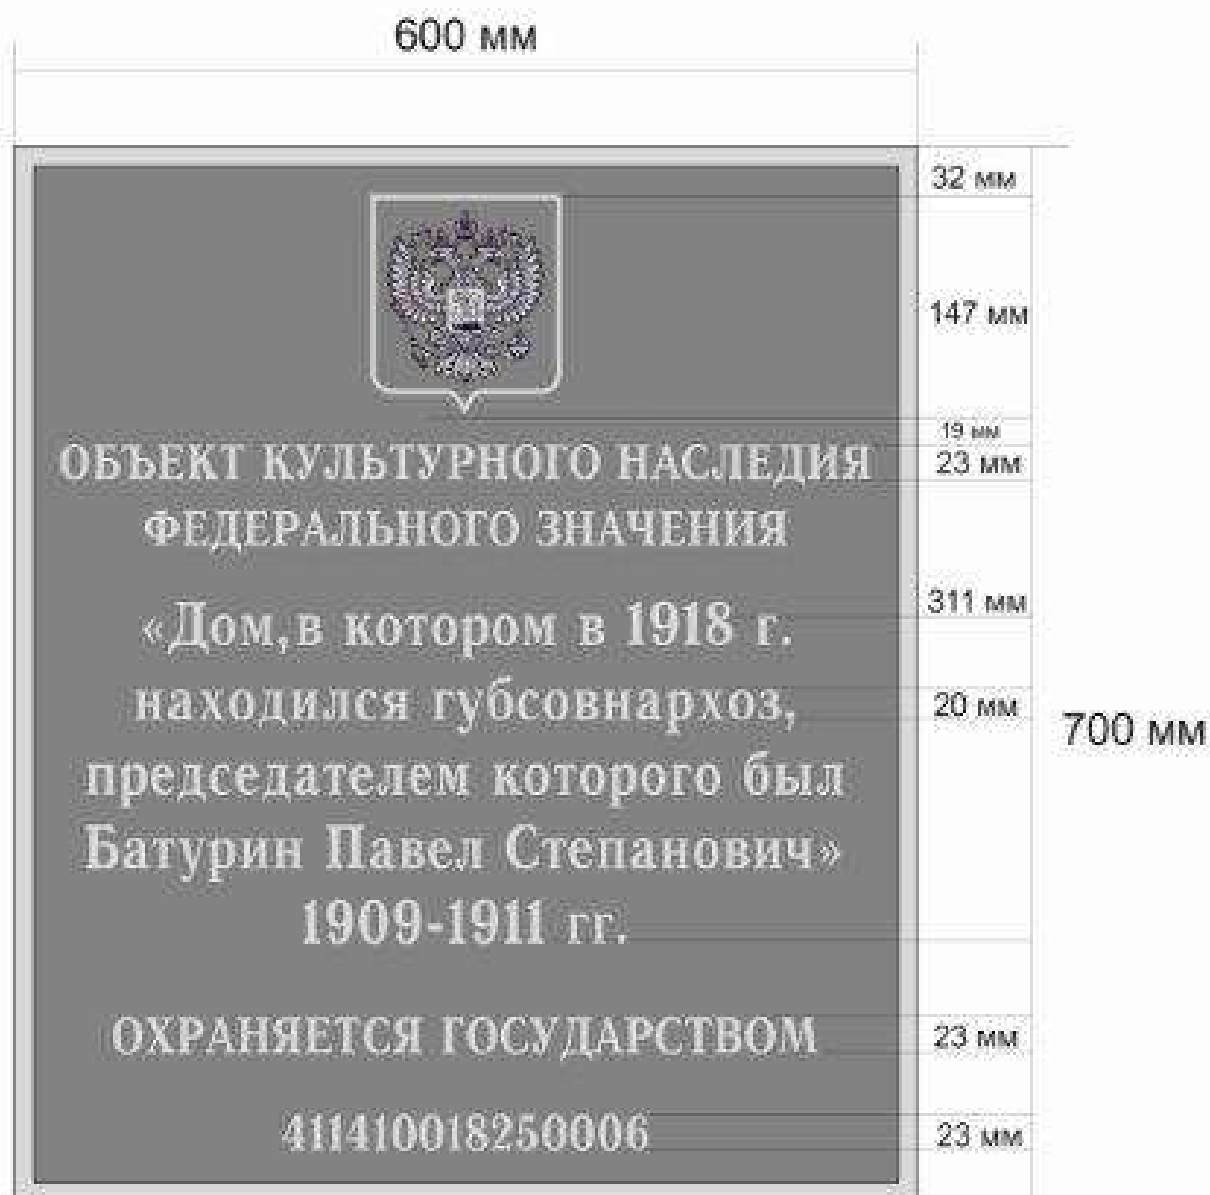 600 мм
32 мм
147 мм
19 мм
ОБЪЕКТ КУЛЬТУРНОГО НАСЛЕДИЯ
23 мм
ФЕДЕРАЛЬНОГО ЗНАЧЕНИЯ
311 мм
«Дом,в котором в 1918 г.
находился губсовнархоз,
20 мм
700 мм
председателем которого был
Батурин Павел Степанович»
1909-1911 гг.
ОХРАНЯЕТСЯ ГОСУДАРСТВОМ
23 мм
411410018250006
23 мм